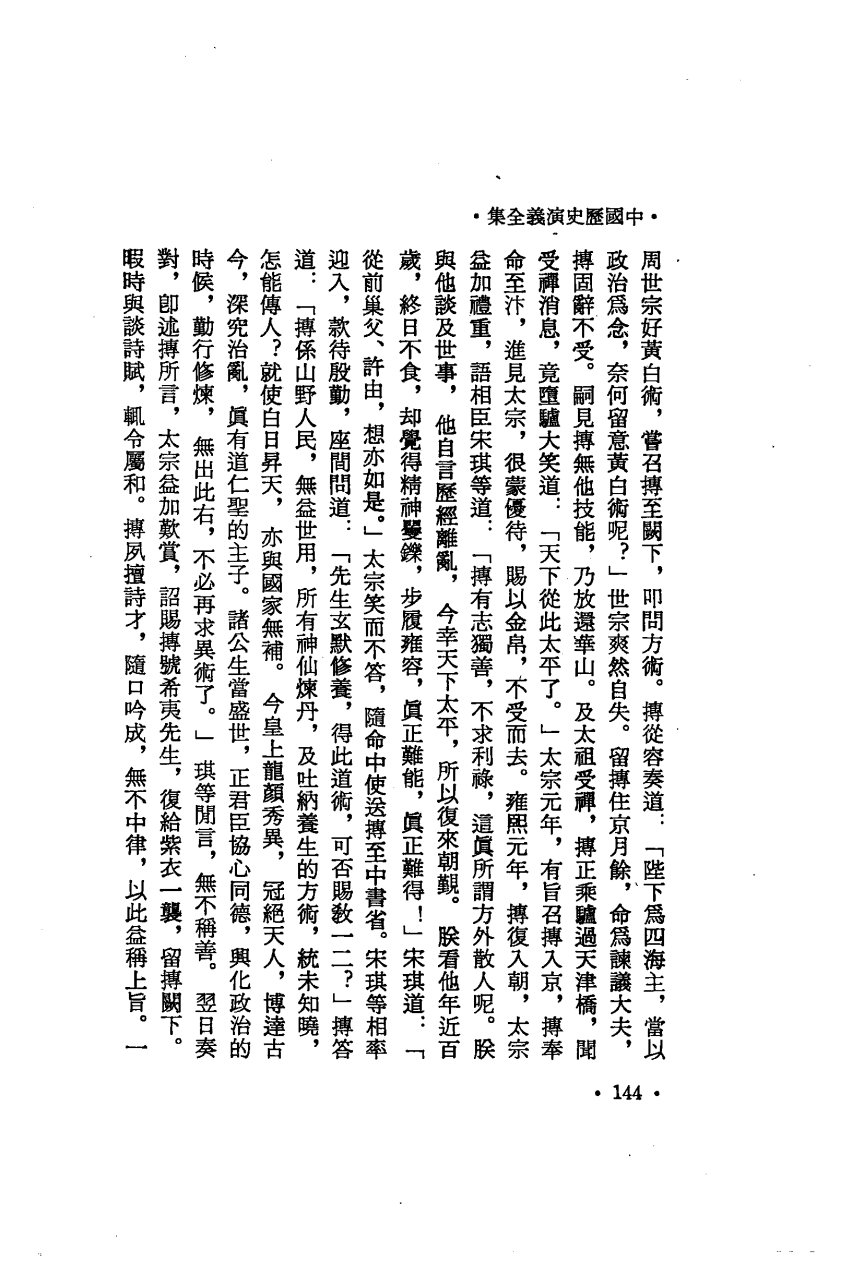 ·中國歷史演義全集·
周世宗好黃白術，嘗召摶至闕下，叩問方術。摶從容奏道：「陛下爲四海主，當以
政治爲念，奈何留意黃白術呢？」世宗爽然自失。留摶住京月餘，命爲諫議大夫，
摶固辭不受。嗣見摶無他技能，乃放還華山。及太祖受禪，摶正乘驢過天津橋，聞
受禪消息，竟墮驢大笑道：「天下從此太平了。」太宗元年，有旨召摶入京，摶奉
命至汴，進見太宗，很蒙優待，賜以金帛，不受而去。雍熙元年，摶復入朝，太宗
益加禮重，語相臣宋琪等道：「摶有志獨善，不求利祿，這眞所謂方外散人呢。朕
與他談及世事，他自言歷經離亂，今幸天下太平，所以復來朝覲。朕看他年近百
歲，終日不食，却覺得精神矍鑠，步履雍容，眞正難能，眞正難得！」宋琪道：「
從前巢父、許由，想亦如是。」太宗笑而不答，隨命中使送摶至中書省。宋琪等相率
迎入，款待殷勤，座間問道：「先生玄默修養，得此道術，可否賜敎一二？」摶答
道：「摶係山野人民，無益世用，所有神仙煉丹，及吐納養生的方術，統未知曉，
怎能傳人？就使白日昇天，亦與國家無補。今皇上龍顏秀異，冠絕天人，博達古
今，深究治亂，眞有道仁聖的主子。諸公生當盛世，正君臣協心同德，興化政治的
時候，勤行修煉，無出此右，不必再求異術了。」琪等聞言，無不稱善。翌日奏
對，卽述摶所言，太宗益加歎賞，詔賜摶號希夷先生，復給紫衣一襲，留摶闕下。
暇時與談詩賦，輒令屬和。摶夙擅詩才，隨口吟成，無不中律，以此益稱上旨。一
·144·